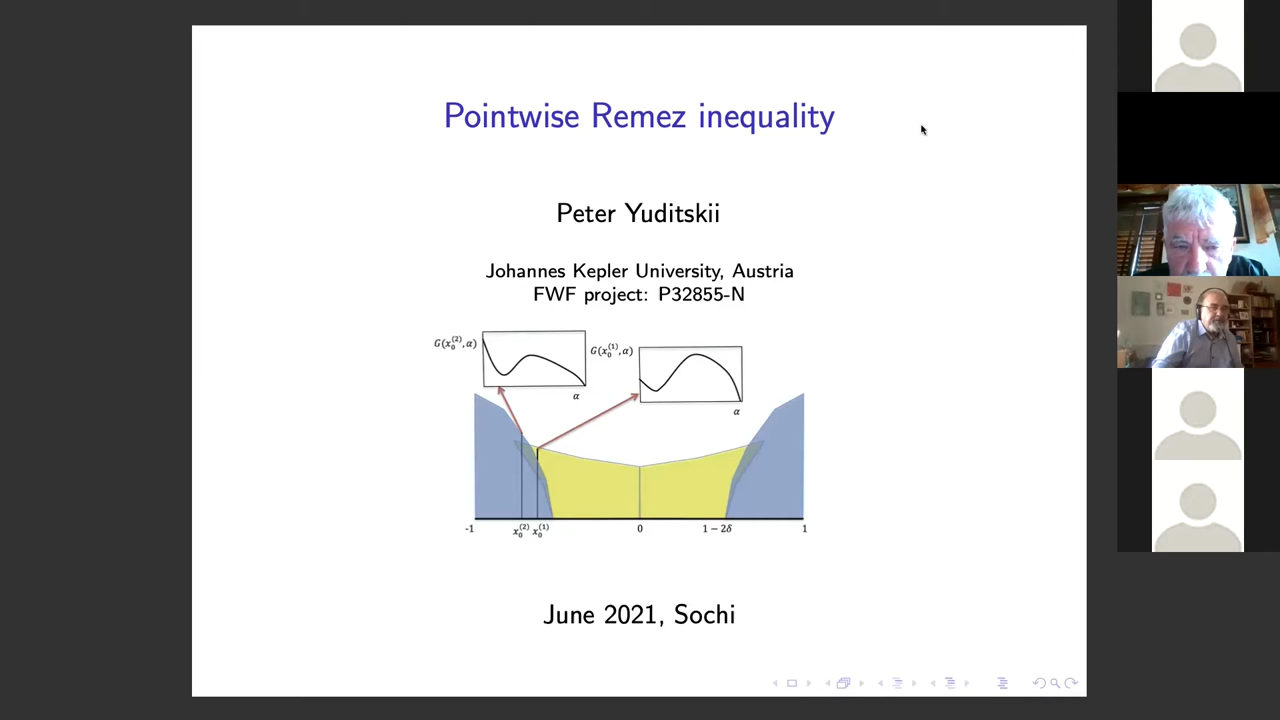 Pointwise Remez inequality
Peter Yuditskii
Johannes Kepler University, Austria
FWF project: P32855-N
G(x₀⁽²⁾,α)
G(x₀⁽¹⁾,α)
α
α
-1
x₀⁽²⁾ x₀⁽¹⁾
0
1 − 2δ
1
June 2021, Sochi